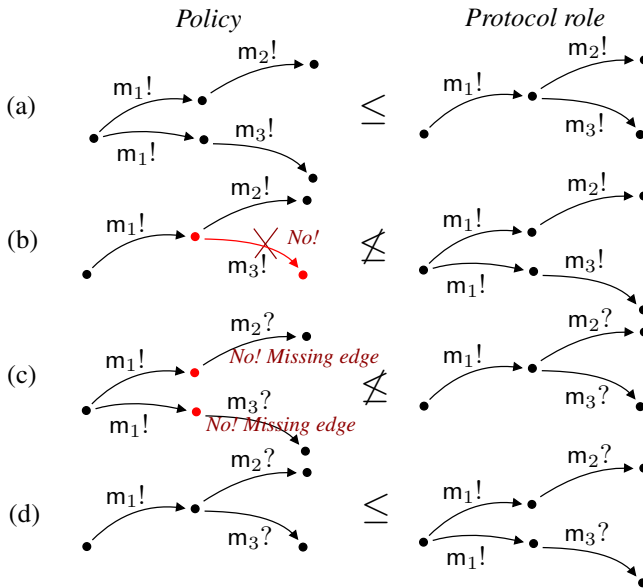 Policy Protocol role
m₂! m₂!
m₁! m₁!
(a) m₃! ≤
m₁! m₃!
m₂! m₂!
m₁! m₁!
(b) No! ≰ m₃!
m₃! m₁!
m₂? m₂?
m₁! No! Missing edge m₁!
(c) m₃? ≰
m₁! No! Missing edge m₃?
m₂? m₂?
m₁! m₁!
(d) m₃? ≤ m₃?
m₁!